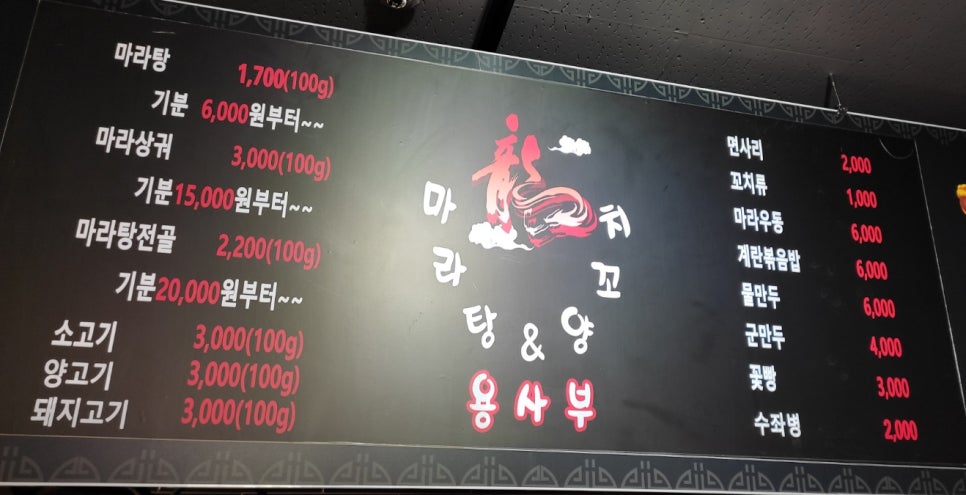 마라탕 1,700(100g)
기분 6,000원부터~~
마라상궈 3,000(100g)
기분15,000원부터~~
마라탕전골 2,200(100g)
기분20,000원부터~~
소고기 3,000(100g)
양고기 3,000(100g)
돼지고기 3,000(100g)
龍
마라탕&양꼬치
용사부
면사리 2,000
꼬치류 1,000
마라우동 6,000
계란볶음밥 6,000
물만두 6,000
군만두 4,000
꽃빵 3,000
수좌병 2,000